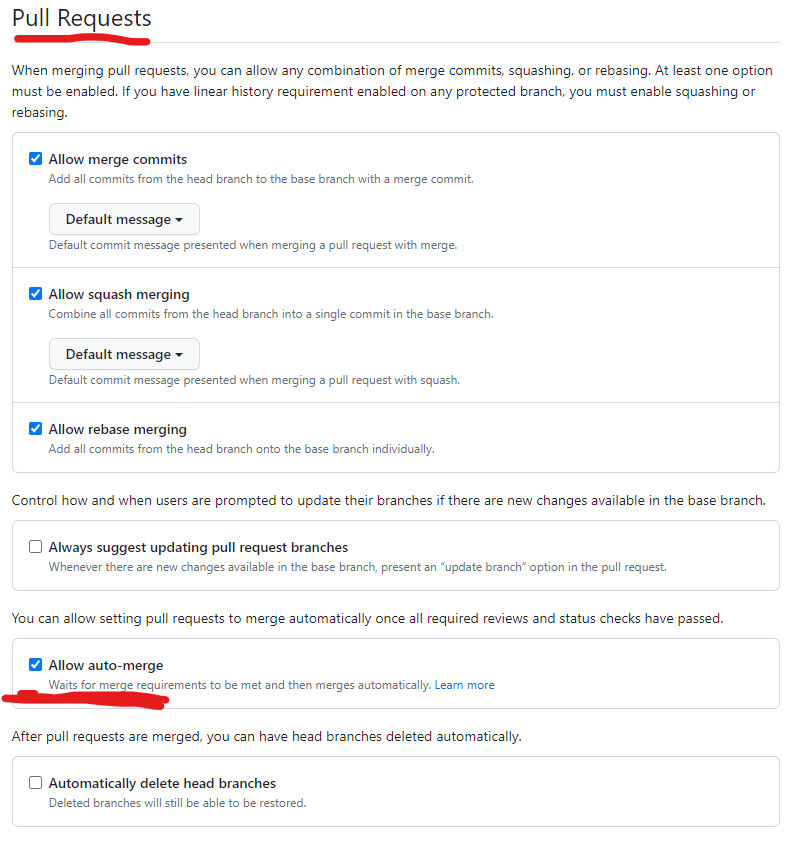 Pull Requests
When merging pull requests, you can allow any combination of merge commits, squashing, or rebasing. At least one option
must be enabled. If you have linear history requirement enabled on any protected branch, you must enable squashing or
rebasing.
Allow merge commits
Add all commits from the head branch to the base branch with a merge commit.
Default message
Default commit message presented when merging a pull request with merge.
Allow squash merging
Combine all commits from the head branch into a single commit in the base branch.
Default message
Default commit message presented when merging a pull request with squash.
Allow rebase merging
Add all commits from the head branch onto the base branch individually.
Control how and when users are prompted to update their branches if there are new changes available in the base branch.
Always suggest updating pull request branches
Whenever there are new changes available in the base branch, present an “update branch” option in the pull request.
You can allow setting pull requests to merge automatically once all required reviews and status checks have passed.
Allow auto-merge
Waits for merge requirements to be met and then merges automatically. Learn more
After pull requests are merged, you can have head branches deleted automatically.
Automatically delete head branches
Deleted branches will still be able to be restored.